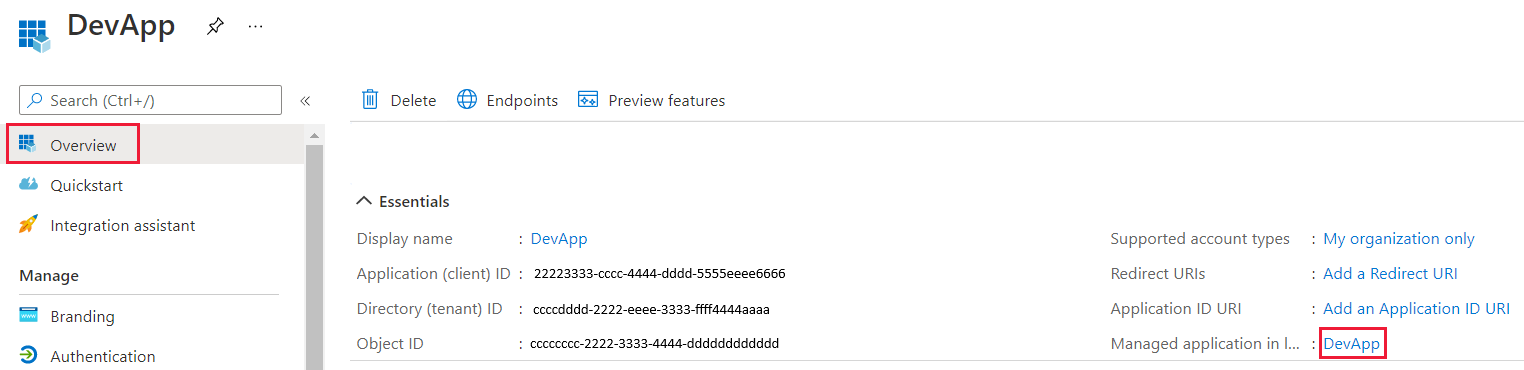 DevApp
Search (Ctrl+/)
Delete Endpoints Preview features
Overview
Quickstart
Integration assistant
Manage
Branding
Authentication
Essentials
Display name : DevApp
Application (client) ID : 22223333-cccc-4444-dddd-5555eeee6666
Directory (tenant) ID : ccccdddd-2222-eeee-3333-ffff4444aaaa
Object ID : cccccccc-2222-3333-4444-dddddddddddd
Supported account types : My organization only
Redirect URIs : Add a Redirect URI
Application ID URI : Add an Application ID URI
Managed application in l... : DevApp